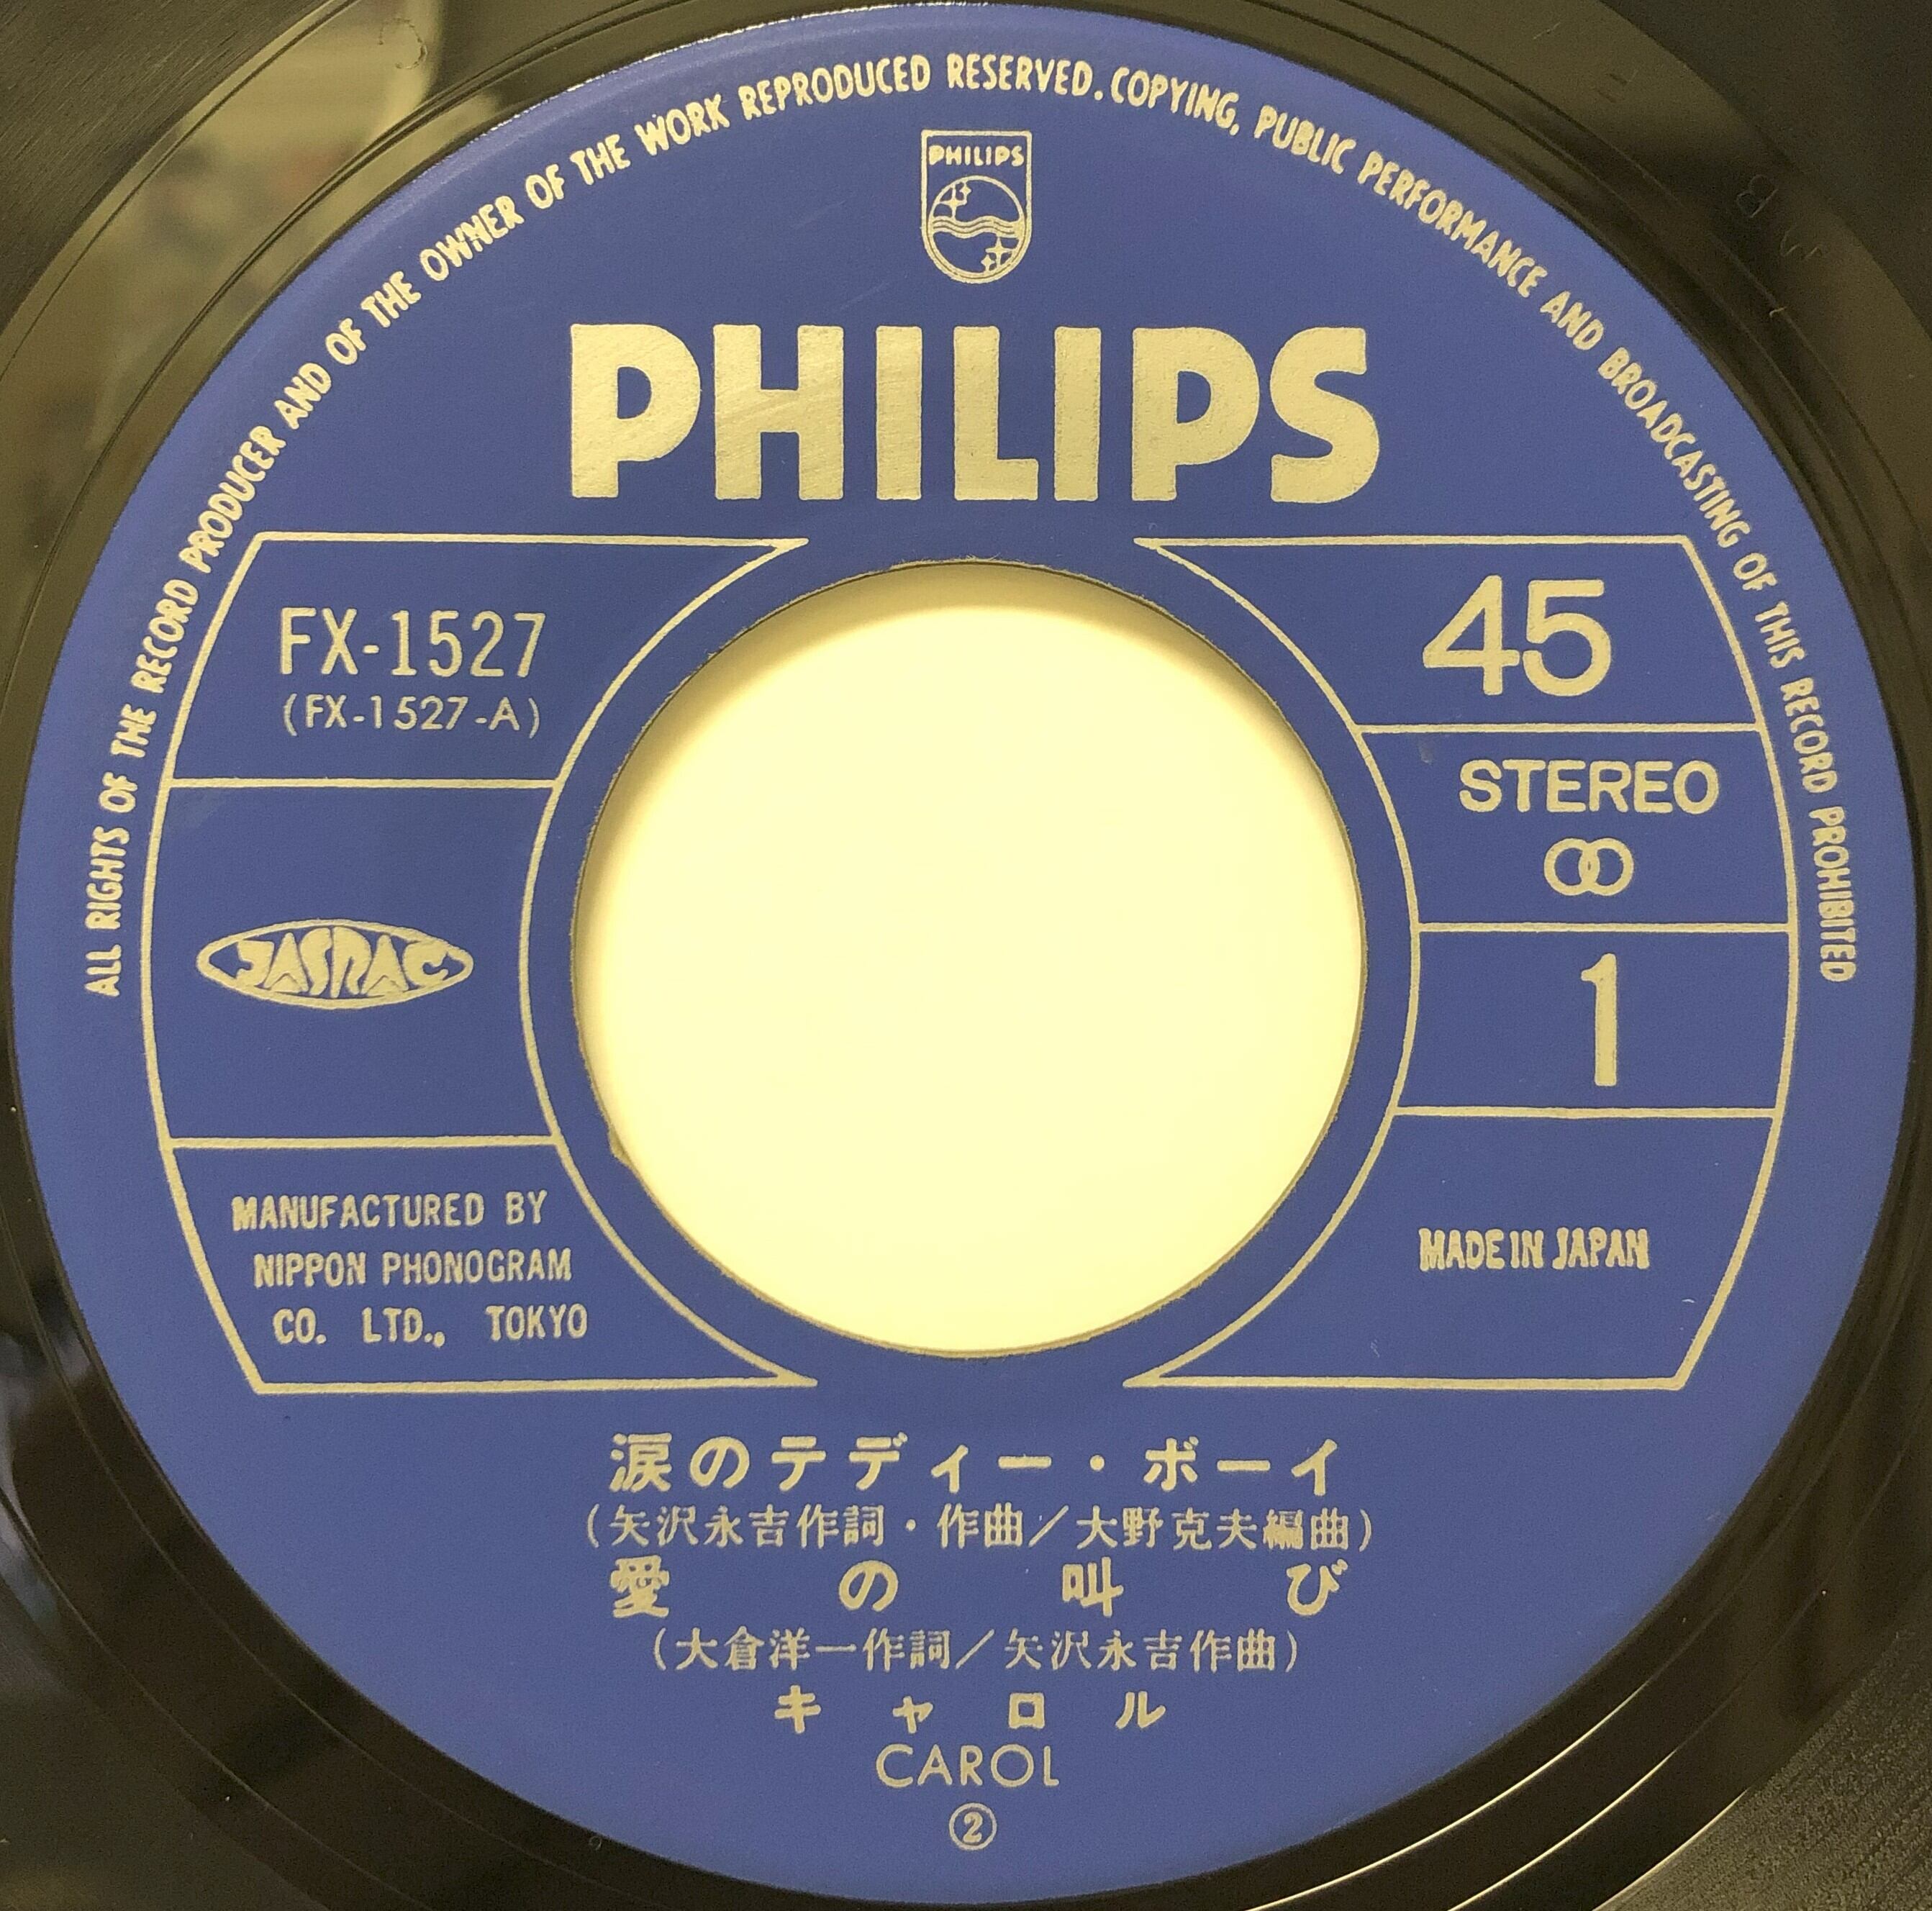 ALL RIGHTS OF THE RECORD PRODUCER AND OF THE OWNER OF THE WORK REPRODUCED RESERVED. COPYING, PUBLIC PERFORMANCE AND BROADCASTING OF THIS RECORD PROHIBITED
PHILIPS
PHILIPS
FX-1527
(FX-1527-A)
JASRAC
MANUFACTURED BY
NIPPON PHONOGRAM
CO. LTD., TOKYO
45
STEREO
1
MADE IN JAPAN
涙のテディー・ボーイ
(矢沢永吉作詞・作曲/大野克夫編曲)
愛の叫び
(大倉洋一作詞/矢沢永吉作曲)
キャロル
CAROL
②